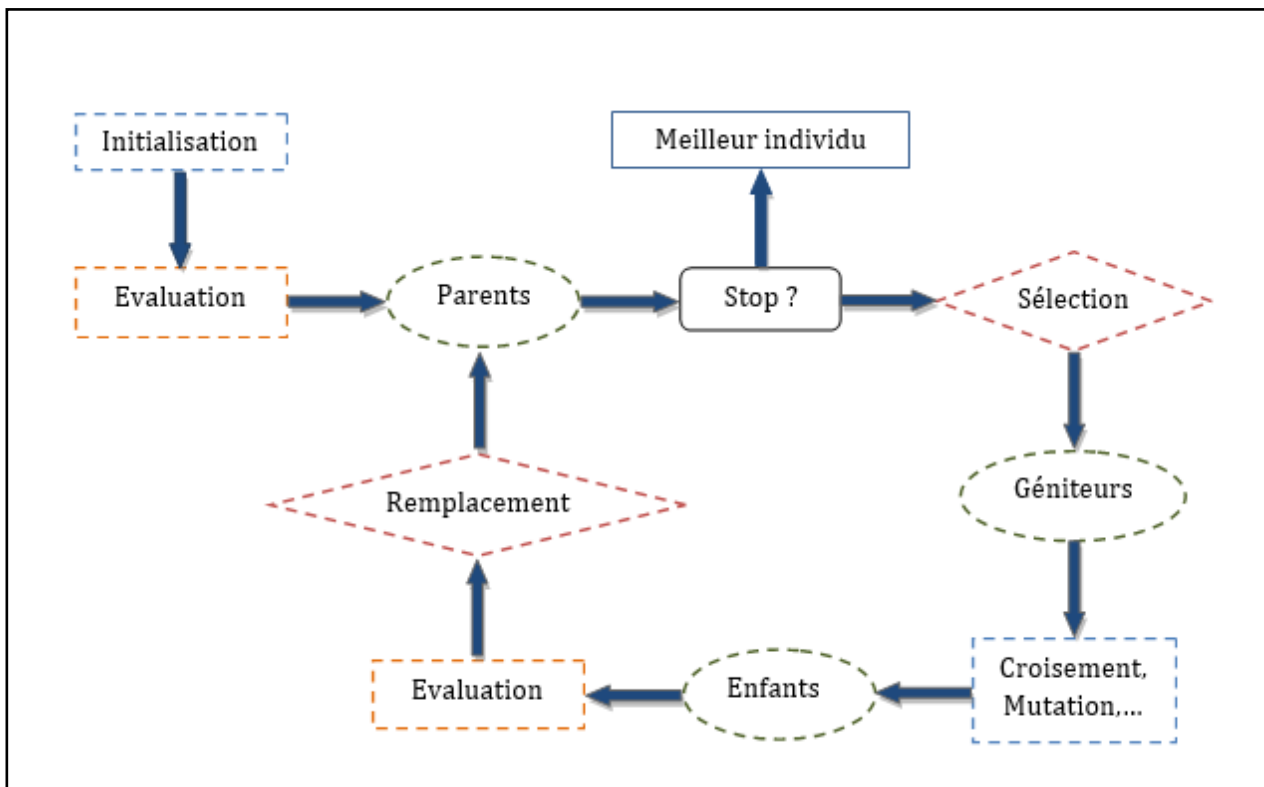 Initialisation
Meilleur individu
Evaluation
Parents
Stop ?
Sélection
Remplacement
Géniteurs
Evaluation
Enfants
Croisement,
Mutation,...